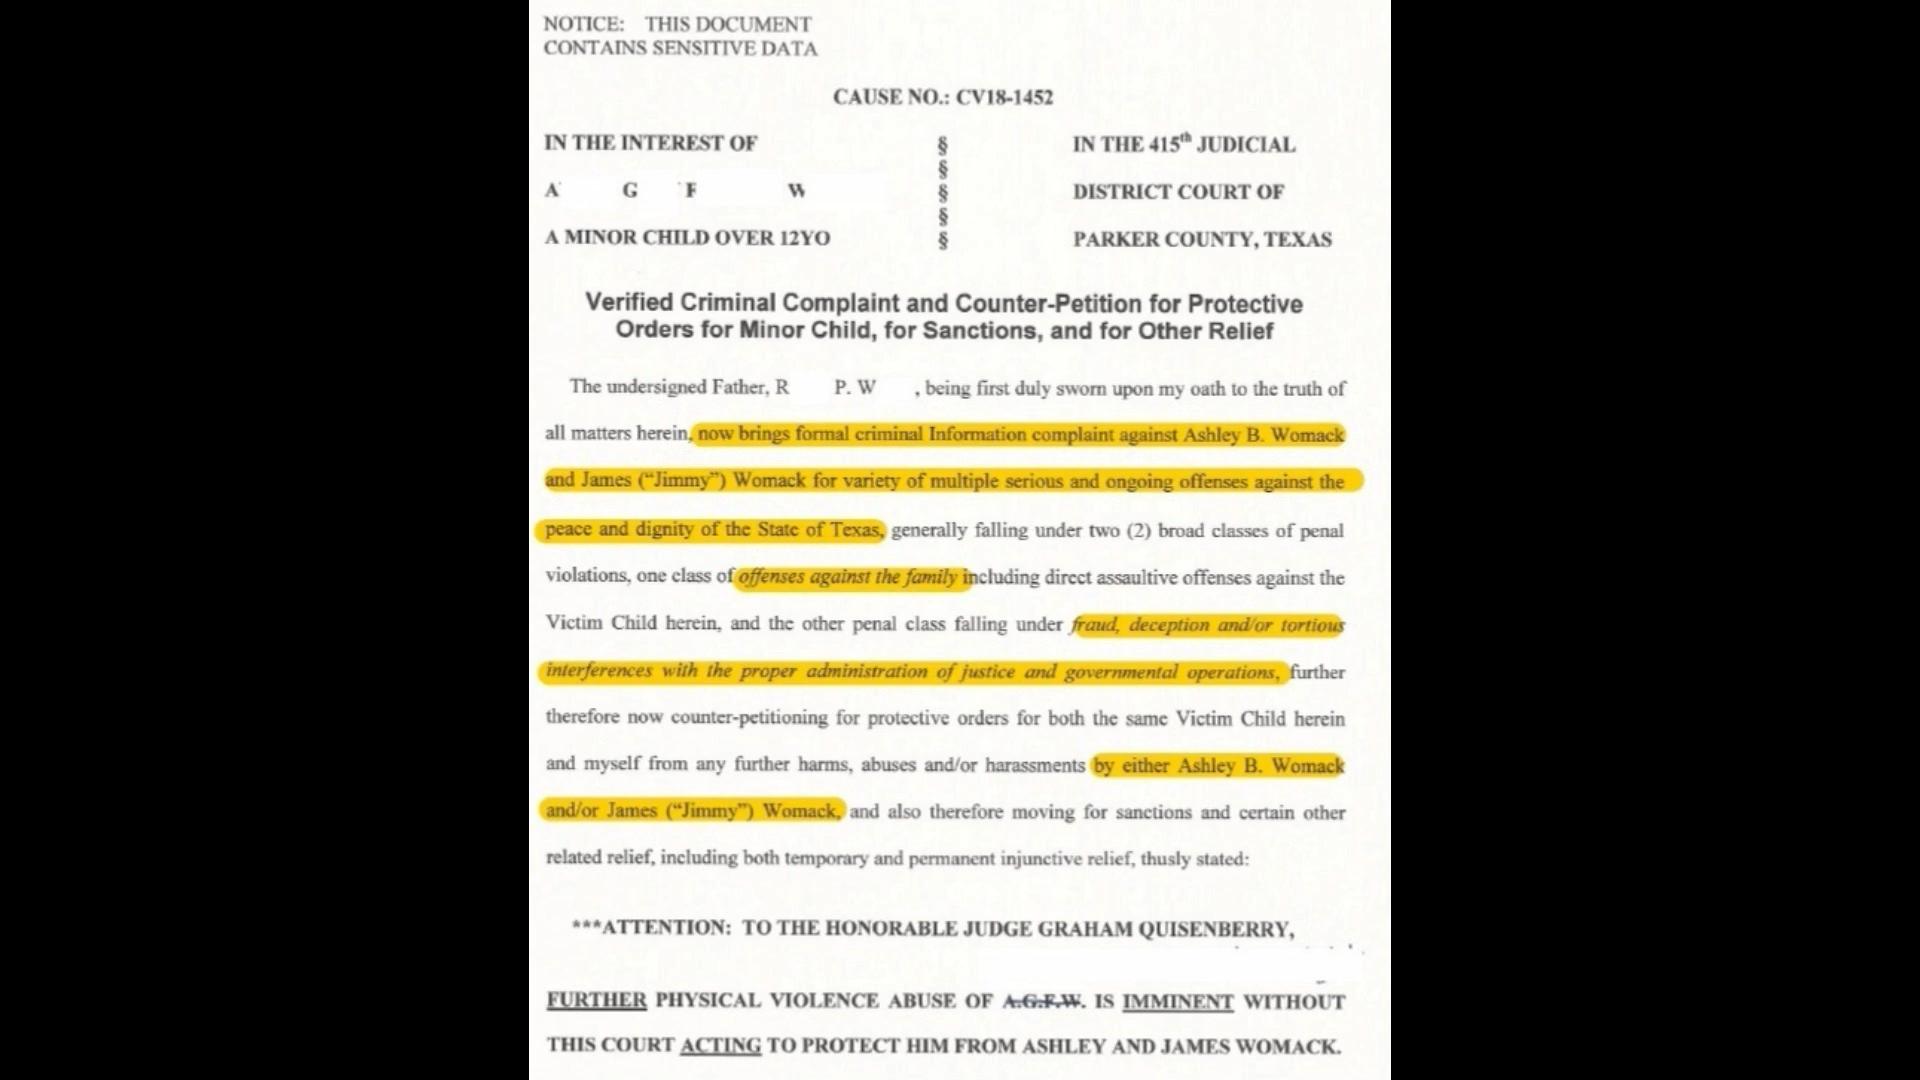 NOTICE: THIS DOCUMENT
CONTAINS SENSITIVE DATA
CAUSE NO.: CV18-1452
IN THE INTEREST OF § IN THE 415th JUDICIAL
§
A G F W § DISTRICT COURT OF
§
A MINOR CHILD OVER 12YO § PARKER COUNTY, TEXAS
Verified Criminal Complaint and Counter-Petition for Protective
Orders for Minor Child, for Sanctions, and for Other Relief
The undersigned Father, R P. W , being first duly sworn upon my oath to the truth of
all matters herein, now brings formal criminal Information complaint against Ashley B. Womack
and James (“Jimmy”) Womack for variety of multiple serious and ongoing offenses against the
peace and dignity of the State of Texas, generally falling under two (2) broad classes of penal
violations, one class of offenses against the family including direct assaultive offenses against the
Victim Child herein, and the other penal class falling under fraud, deception and/or tortious
interferences with the proper administration of justice and governmental operations, further
therefore now counter-petitioning for protective orders for both the same Victim Child herein
and myself from any further harms, abuses and/or harassments by either Ashley B. Womack
and/or James (“Jimmy”) Womack, and also therefore moving for sanctions and certain other
related relief, including both temporary and permanent injunctive relief, thusly stated:
***ATTENTION: TO THE HONORABLE JUDGE GRAHAM QUISENBERRY,
FURTHER PHYSICAL VIOLENCE ABUSE OF A.G.F.W. IS IMMINENT WITHOUT
THIS COURT ACTING TO PROTECT HIM FROM ASHLEY AND JAMES WOMACK.